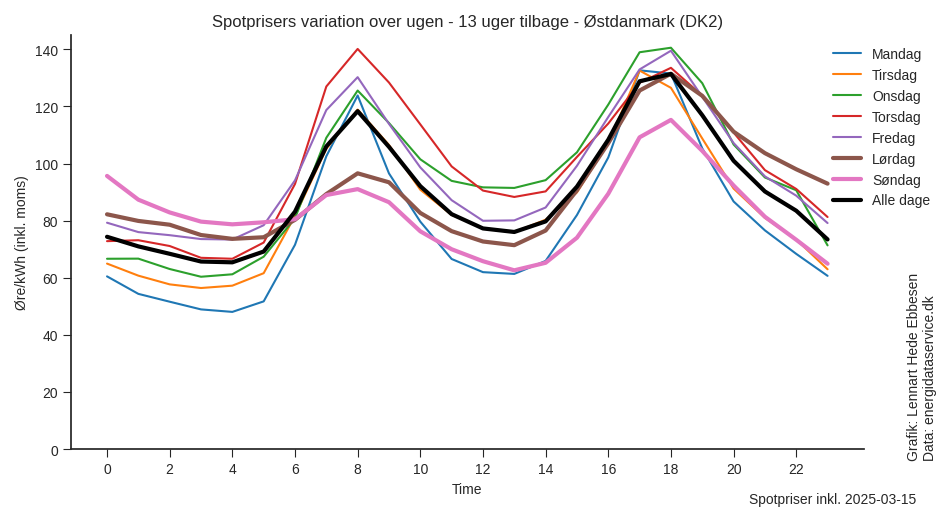 Spotprisers variation over ugen - 13 uger tilbage - Østdanmark (DK2)
Øre/kWh (inkl. moms)
140
120
100
80
60
40
20
0
0 2 4 6 8 10 12 14 16 18 20 22
Time
Mandag
Tirsdag
Onsdag
Torsdag
Fredag
Lørdag
Søndag
Alle dage
Grafik: Lennart Hede Ebbesen
Data: energidataservice.dk
Spotpriser inkl. 2025-03-15